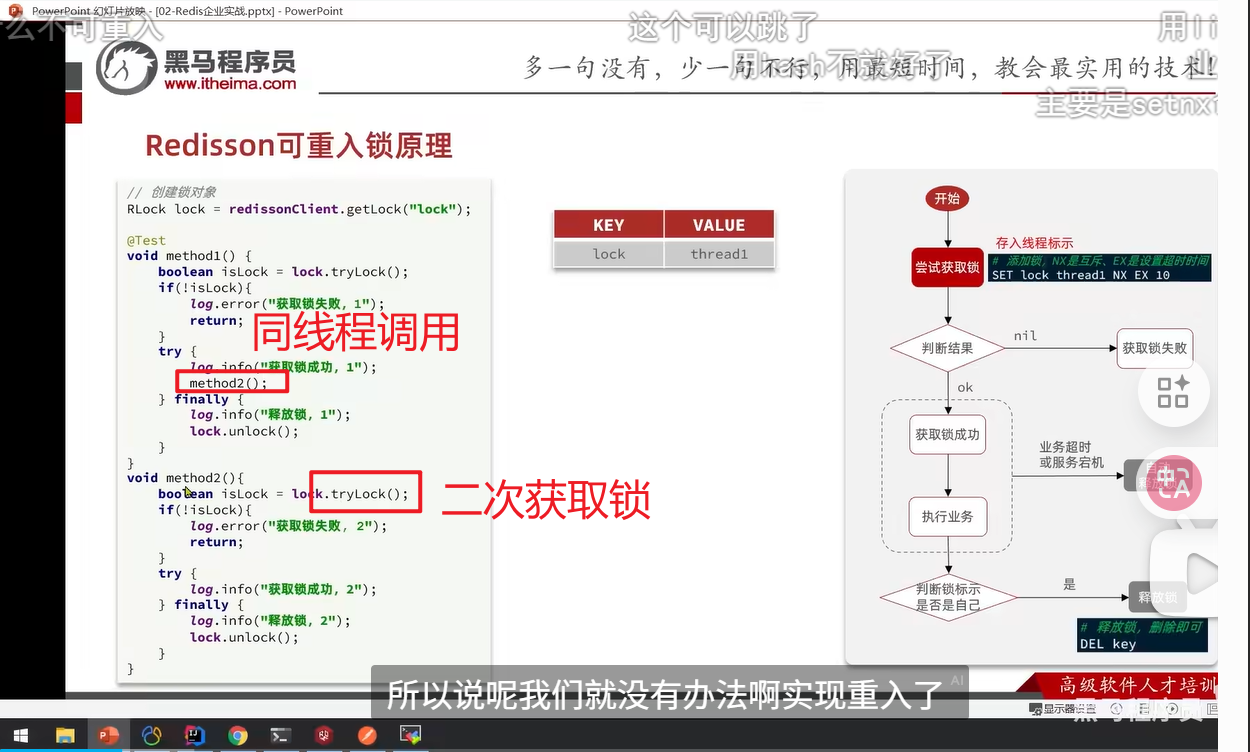 PowerPoint 幻灯片放映 - [02-Redis企业实战.pptx] - PowerPoint
么不可重入
这个可以跳了
黑马程序员
www.itheima.com
多一句没有，少一句不行，用最短时间，教会最实用的技术！
用hash不就好了
主要是setnx
Redisson可重入锁原理
// 创建锁对象
RLock lock = redissonClient.getLock("lock");
@Test
void method1() {
boolean isLock = lock.tryLock();
if(!isLock){
log.error("获取锁失败，1");
return;
}
try {
log.info("获取锁成功，1");
method2();
} finally {
log.info("释放锁，1");
lock.unlock();
}
}
void method2(){
boolean isLock = lock.tryLock();
if(!isLock){
log.error("获取锁失败，2");
return;
}
try {
log.info("获取锁成功，2");
} finally {
log.info("释放锁，2");
lock.unlock();
}
}
同线程调用
二次获取锁
KEY VALUE
lock thread1
开始
存入线程标示
尝试获取锁
# 添加锁，NX是互斥、EX是设置超时时间
SET lock thread1 NX EX 10
判断结果
nil
获取锁失败
ok
获取锁成功
业务超时
或服务宕机
执行业务
判断锁标示
是否是自己
是
释放锁
# 释放锁，删除即可
DEL key
所以说呢我们就没有办法啊实现重入了
AI
高级软件人才培训
显示器设置
黑马程序员